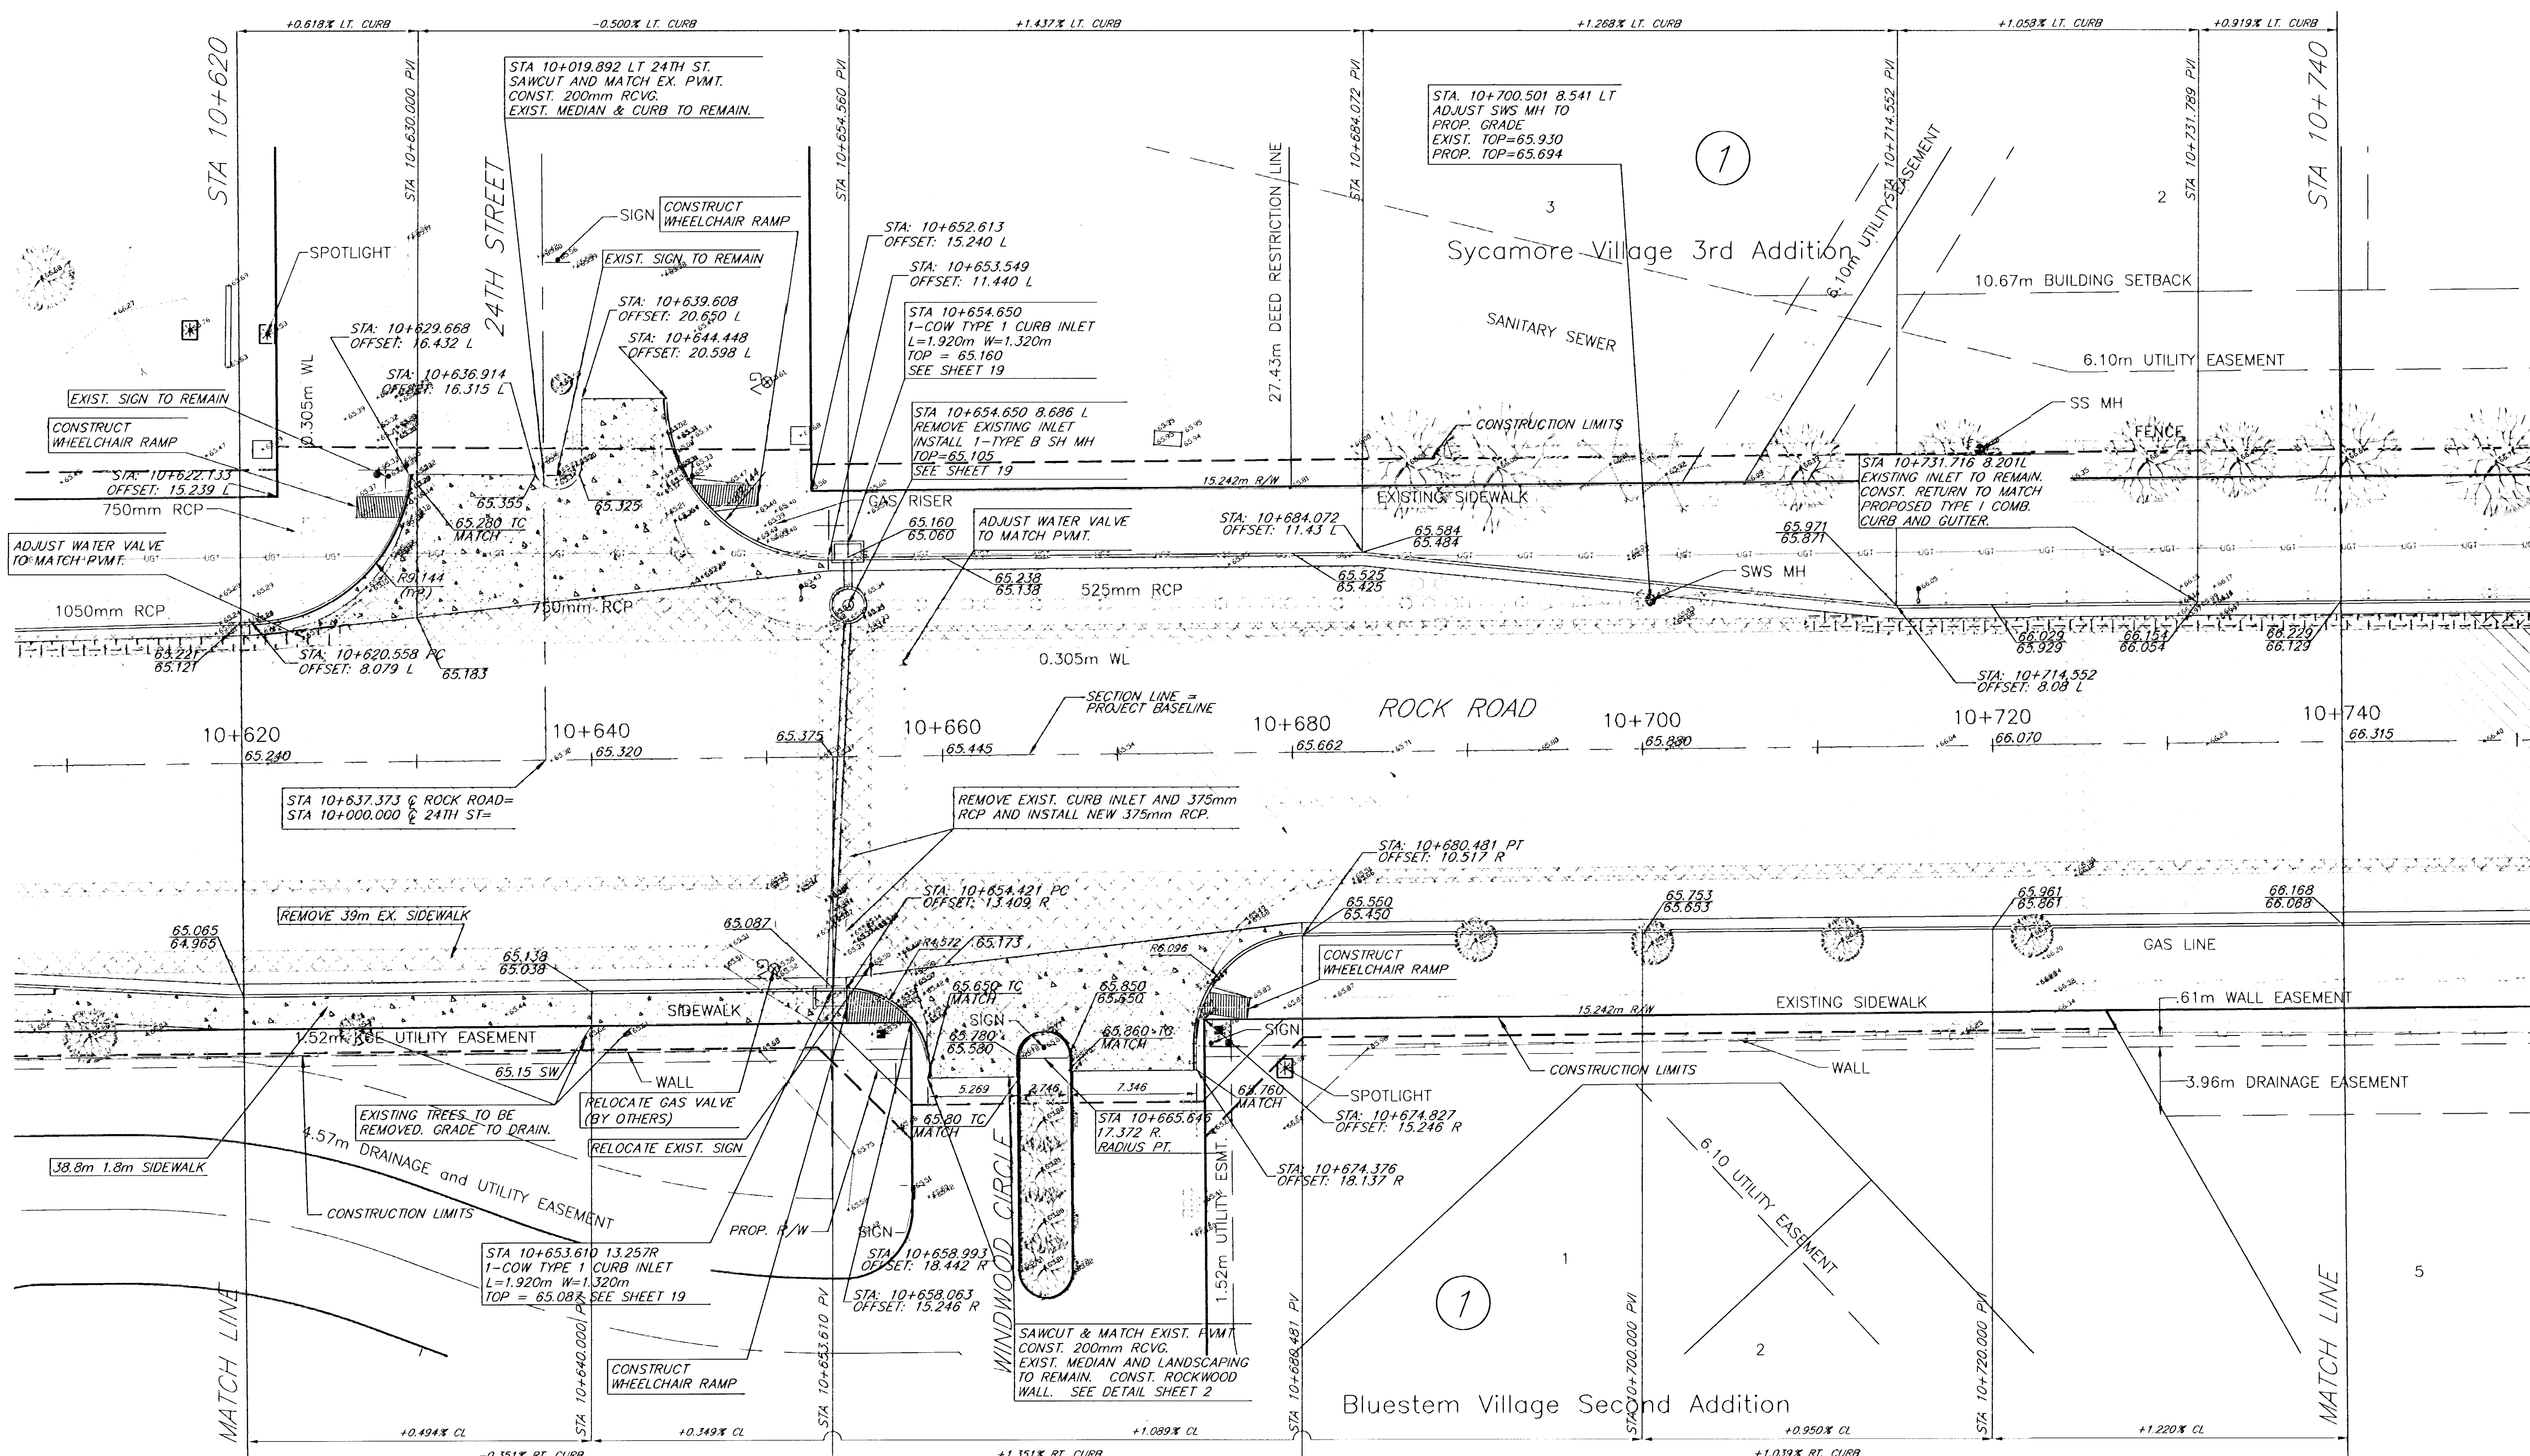 +0.618% LT. CURB
-0.500% LT. CURB
+1.437% LT. CURB
+1.268% LT. CURB
+1.058% LT. CURB
+0.919% LT. CURB
STA 10+620
STA 10+630.000 PVI
STA 10+654.560 PVI
STA 10+684.072 PVI
STA 10+714.552 PVI
STA 10+731.789 PVI
STA 10+740
STA 10+019.892 LT 24TH ST.
SAWCUT AND MATCH EX. PVMT.
CONST. 200mm RCVG.
EXIST. MEDIAN & CURB TO REMAIN.
STA. 10+700.501 8.541 LT
ADJUST SWS MH TO
PROP. GRADE
EXIST. TOP=65.930
PROP. TOP=65.694
1
24TH STREET
SIGN
CONSTRUCT
WHEELCHAIR RAMP
EXIST. SIGN TO REMAIN
SPOTLIGHT
STA: 10+652.613
OFFSET: 15.240 L
STA: 10+653.549
OFFSET: 11.440 L
27.43m DEED RESTRICTION LINE
3
2
Sycamore Village 3rd Addition
6.10m UTILITY EASEMENT
10.67m BUILDING SETBACK
SANITARY SEWER
6.10m UTILITY EASEMENT
STA: 10+639.608
OFFSET: 20.650 L
STA: 10+644.448
OFFSET: 20.598 L
STA 10+654.650
1-COW TYPE 1 CURB INLET
L=1.920m W=1.320m
TOP = 65.160
SEE SHEET 19
STA: 10+629.668
OFFSET: 16.432 L
STA: 10+636.914
OFFSET: 16.315 L
0.305m WL
EXIST. SIGN TO REMAIN
CONSTRUCT
WHEELCHAIR RAMP
STA: 10+622.133
OFFSET: 15.239 L
750mm RCP
STA 10+654.650 8.686 L
REMOVE EXISTING INLET
INSTALL 1-TYPE B SH MH
TOP=65.105
SEE SHEET 19
CONSTRUCTION LIMITS
SS MH
FENCE
STA 10+731.716 8.201L
EXISTING INLET TO REMAIN.
CONST. RETURN TO MATCH
PROPOSED TYPE I COMB.
CURB AND GUTTER.
15.242m R/W
EXISTING SIDEWALK
GAS RISER
65.355
65.325
65.280 TC
MATCH
65.160
65.060
ADJUST WATER VALVE
TO MATCH PVMT.
STA: 10+684.072
OFFSET: 11.43 L
65.584
65.484
65.971
65.871
ADJUST WATER VALVE
TO MATCH PVMT.
UGT
R9.144
65.238
65.138
525mm RCP
65.525
65.425
SWS MH
1050mm RCP
750mm RCP
65.221
65.121
STA: 10+620.558 PC
OFFSET: 8.079 L
65.183
0.305m WL
66.029
65.929
66.154
66.054
66.229
66.129
STA: 10+714.552
OFFSET: 8.08 L
SECTION LINE =
PROJECT BASELINE
ROCK ROAD
10+620
10+640
10+660
10+680
10+700
10+720
10+740
65.240
65.320
65.375
65.445
65.662
65.880
66.070
66.315
STA 10+637.373 ℄ ROCK ROAD=
STA 10+000.000 ℄ 24TH ST=
REMOVE EXIST. CURB INLET AND 375mm
RCP AND INSTALL NEW 375mm RCP.
STA: 10+680.481 PT
OFFSET: 10.517 R
STA: 10+654.421 PC
OFFSET: 13.409 R
REMOVE 39m EX. SIDEWALK
65.065
64.965
65.138
65.038
65.087
R4.572
65.173
R6.096
65.550
65.450
65.753
65.653
65.961
65.861
66.168
66.068
CONSTRUCT
WHEELCHAIR RAMP
GAS LINE
SIDEWALK
65.650 TC
MATCH
65.850
65.650
SIGN
65.780
65.580
65.860 TC
MATCH
SIGN
15.242m R/W
EXISTING SIDEWALK
.61m WALL EASEMENT
1.52m KGE UTILITY EASEMENT
65.15 SW
WALL
SPOTLIGHT
CONSTRUCTION LIMITS
WALL
3.96m DRAINAGE EASEMENT
EXISTING TREES TO BE
REMOVED. GRADE TO DRAIN.
RELOCATE GAS VALVE
(BY OTHERS)
RELOCATE EXIST. SIGN
5.269
2.746
7.346
65.80 TC
MATCH
STA 10+665.646
17.372 R.
RADIUS PT.
65.760
MATCH
STA: 10+674.827
OFFSET: 15.246 R
STA: 10+674.376
OFFSET: 18.137 R
38.8m 1.8m SIDEWALK
4.57m DRAINAGE and UTILITY EASEMENT
CONSTRUCTION LIMITS
PROP. R/W
SIGN
WINDWOOD CIRCLE
1.52m UTILITY ESMT.
6.10 UTILITY EASEMENT
STA 10+653.610 13.257R
1-COW TYPE 1 CURB INLET
L=1.920m W=1.320m
TOP = 65.087 SEE SHEET 19
STA: 10+658.993
OFFSET: 18.442 R
STA: 10+658.063
OFFSET: 15.246 R
1
1
2
5
MATCH LINE
STA 10+640.000 PVI
STA 10+653.610 PV
STA 10+680.481 PV
STA 10+700.000 PVI
STA 10+720.000 PVI
MATCH LINE
CONSTRUCT
WHEELCHAIR RAMP
SAWCUT & MATCH EXIST. PVMT
CONST. 200mm RCVG.
EXIST. MEDIAN AND LANDSCAPING
TO REMAIN. CONST. ROCKWOOD
WALL. SEE DETAIL SHEET 2
Bluestem Village Second Addition
+0.494% CL
+0.349% CL
+1.089% CL
+0.950% CL
+1.220% CL
-0.351% RT. CURB
+1.351% RT. CURB
+1.039% RT. CURB